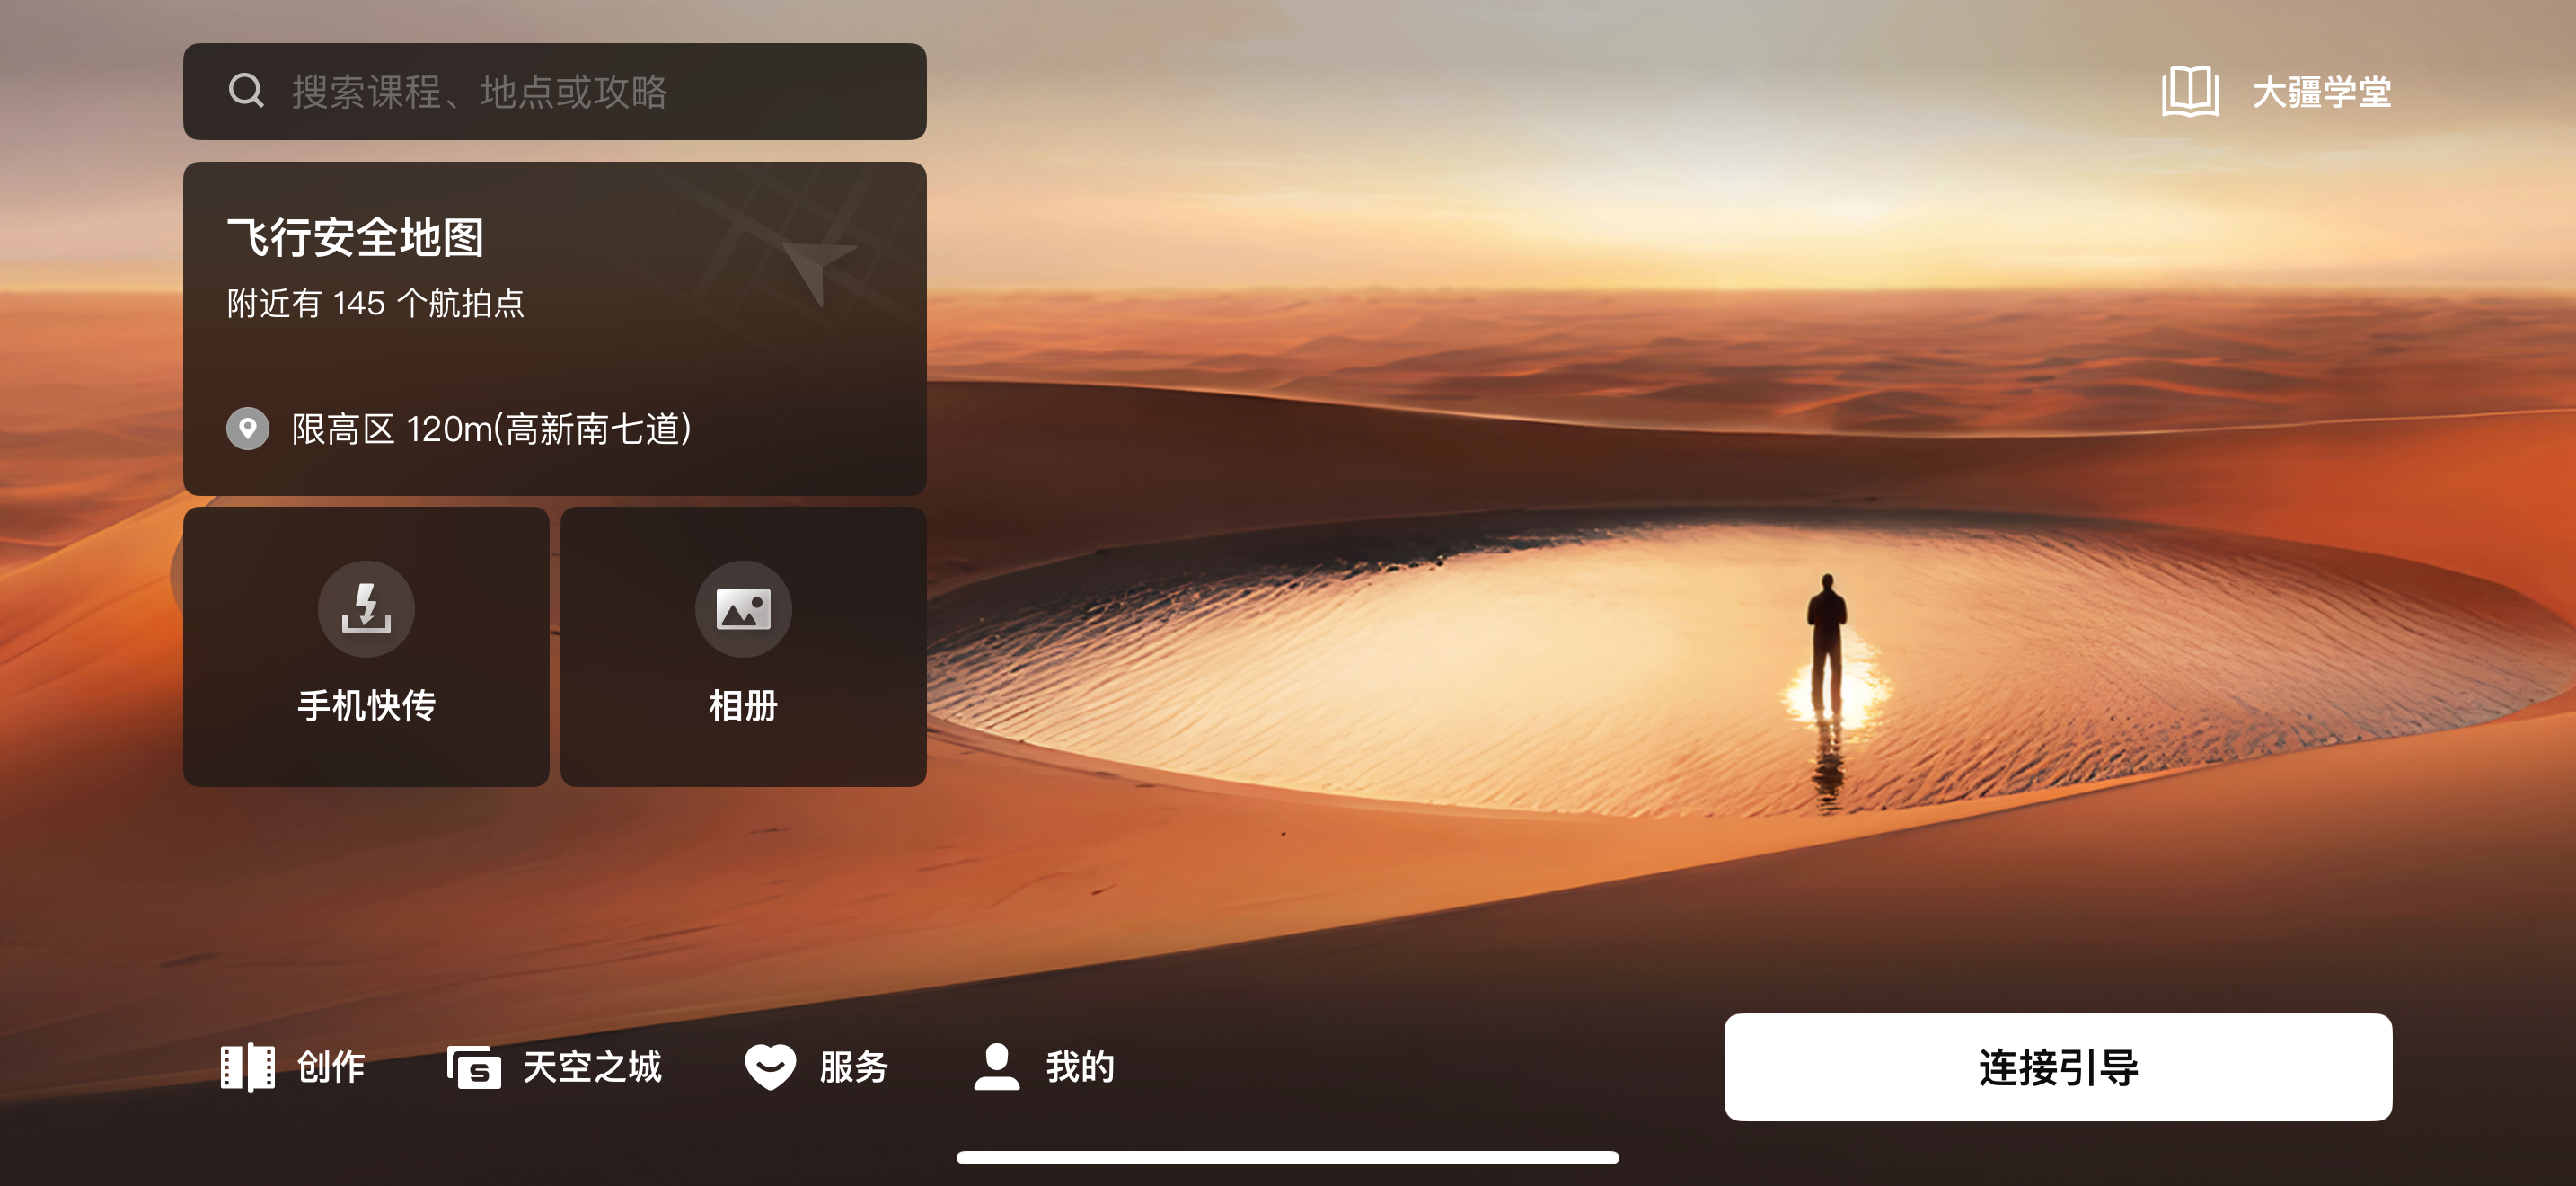 搜索课程、地点或攻略
大疆学堂
飞行安全地图
附近有 145 个航拍点
限高区 120m(高新南七道)
手机快传
相册
创作
天空之城
服务
我的
连接引导